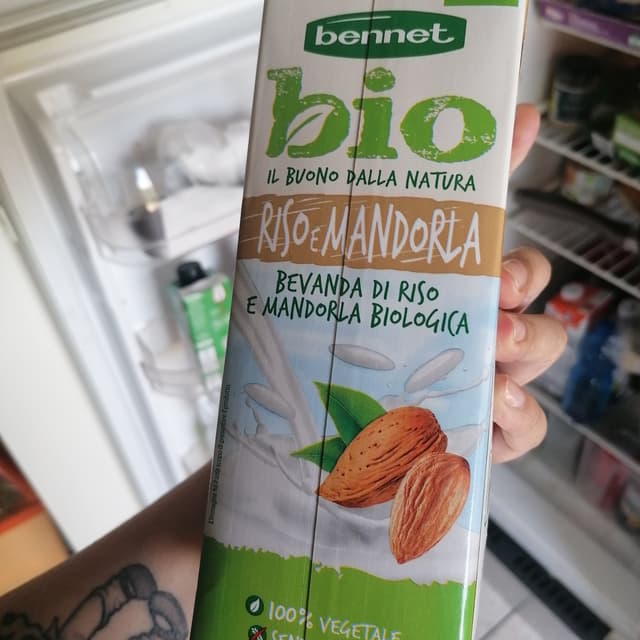 bennet
bio
IL BUONO DALLA NATURA
RISO E MANDORLA
BEVANDA DI RISO
E MANDORLA BIOLOGICA
100% VEGETALE